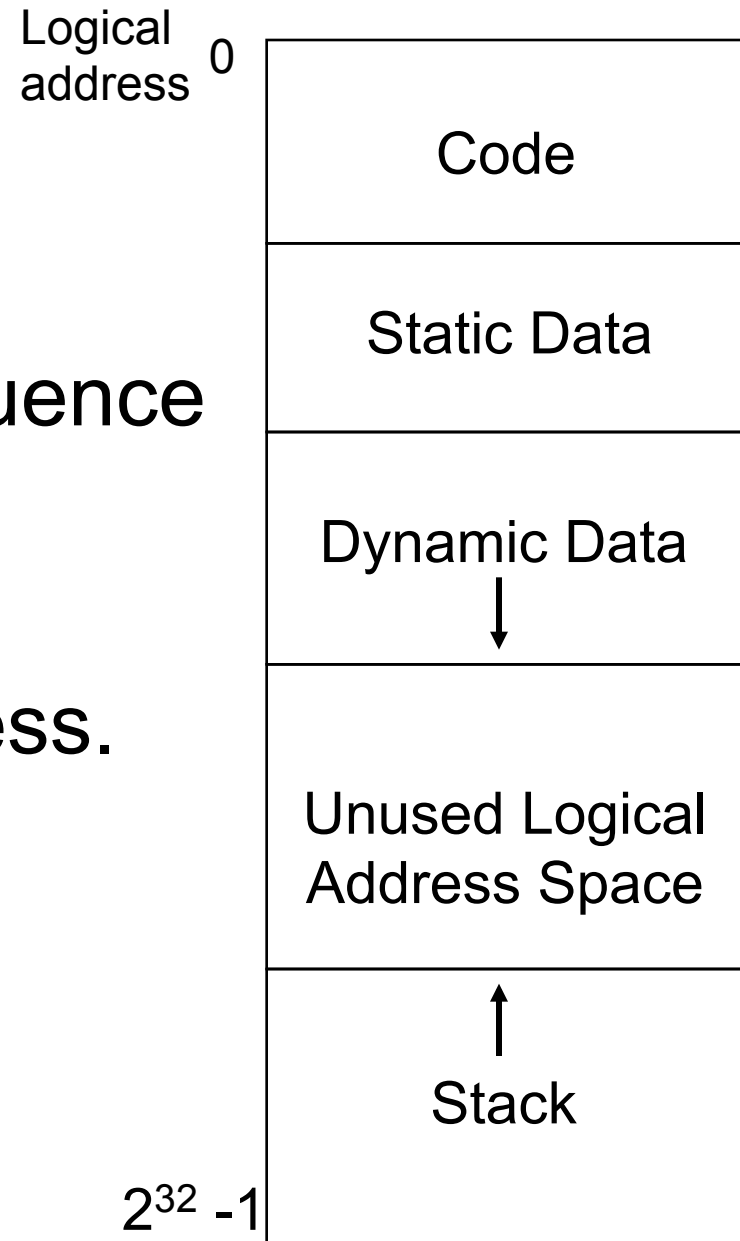 Logical
address
0
Code
Static Data
uence
Dynamic Data
ess.
Unused Logical
Address Space
Stack
2³² -1